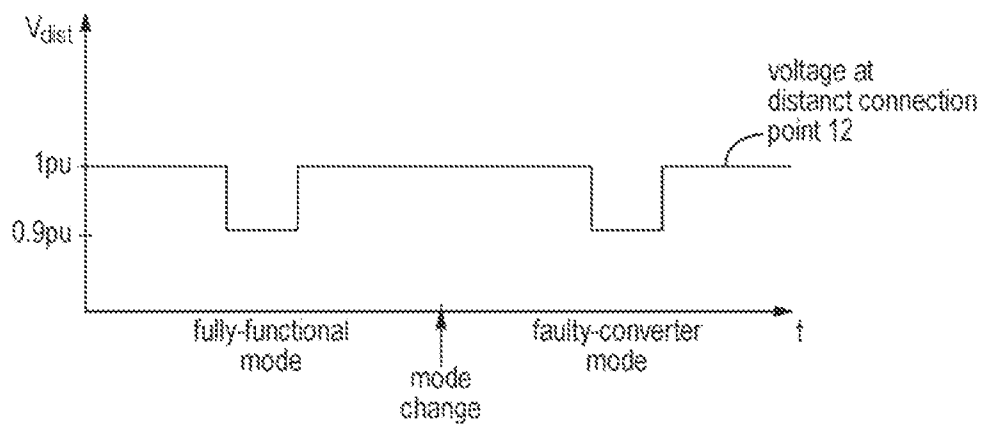 Vdist
voltage at
distanct connection
point 12
1pu
0.9pu
fully-functional
mode
faulty-converter
mode
t
mode
change